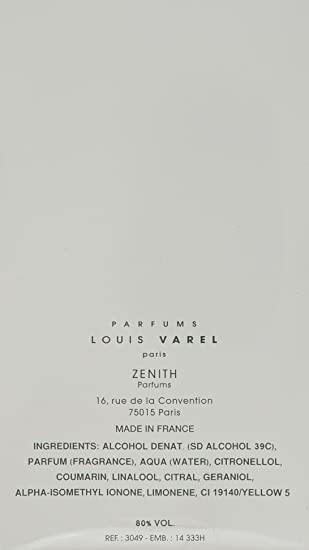 PARFUMS
LOUIS VAREL
paris
ZENITH
Parfums
16, rue de la Convention
75015 Paris
MADE IN FRANCE
INGREDIENTS: ALCOHOL DENAT. (SD ALCOHOL 39C),
PARFUM (FRAGRANCE), AQUA (WATER), CITRONELLOL,
COUMARIN, LINALOOL, CITRAL, GERANIOL,
ALPHA-ISOMETHYL IONONE, LIMONENE, CI 19140/YELLOW 5
80% VOL.
REF. : 3049 - EMB. : 14 333H